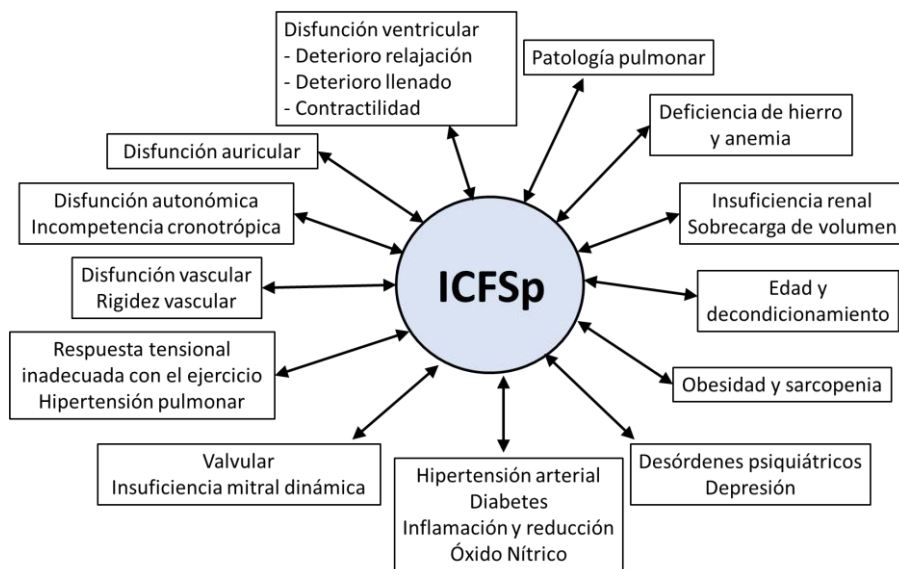 Disfunción ventricular
- Deterioro relajación
- Deterioro llenado
- Contractilidad
Patología pulmonar
Deficiencia de hierro
y anemia
Disfunción auricular
Disfunción autonómica
Incompetencia cronotrópica
Insuficiencia renal
Sobrecarga de volumen
Disfunción vascular
Rigidez vascular
ICFSp
Edad y
decondicionamiento
Respuesta tensional
inadecuada con el ejercicio
Hipertensión pulmonar
Obesidad y sarcopenia
Valvular
Insuficiencia mitral dinámica
Hipertensión arterial
Diabetes
Inflamación y reducción
Óxido Nítrico
Desórdenes psiquiátricos
Depresión